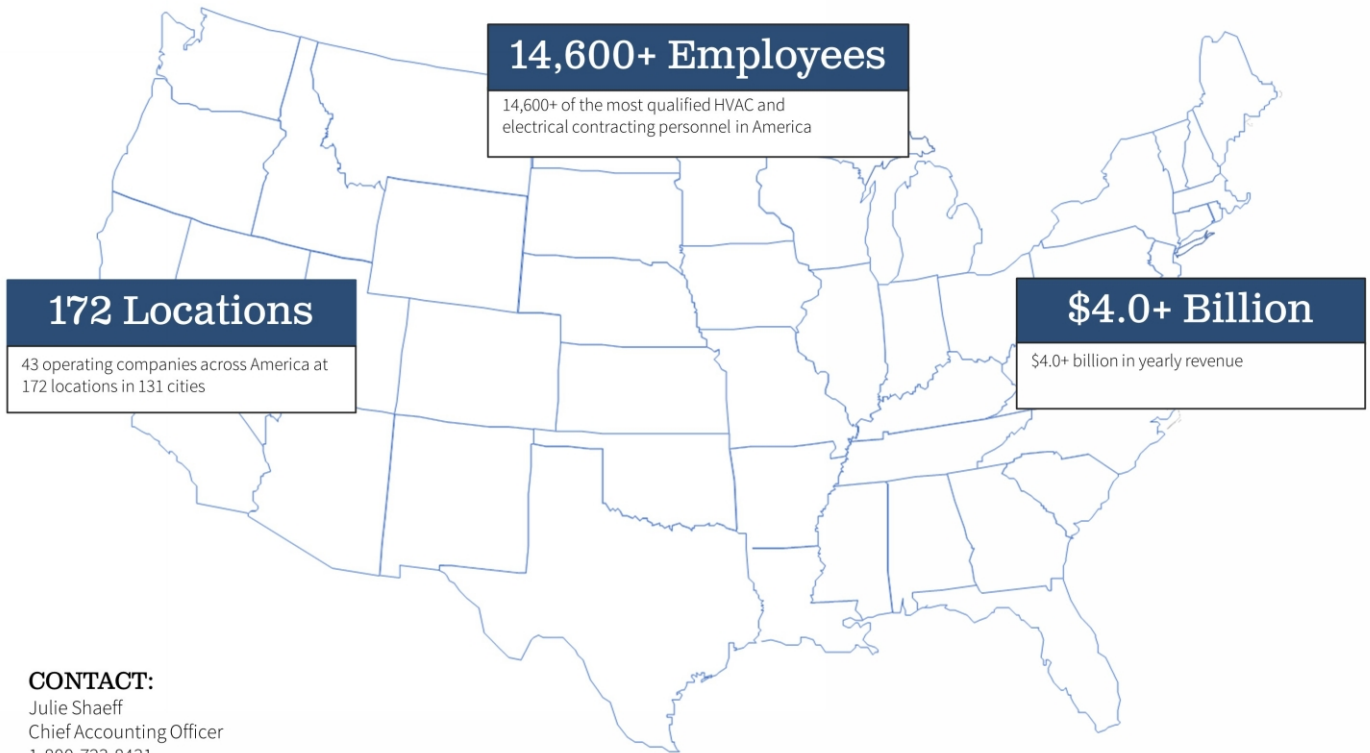 14,600+ Employees
14,600+ of the most qualified HVAC and
electrical contracting personnel in America
172 Locations
43 operating companies across America at
172 locations in 131 cities
$4.0+ Billion
$4.0+ billion in yearly revenue
CONTACT:
Julie Shaeff
Chief Accounting Officer